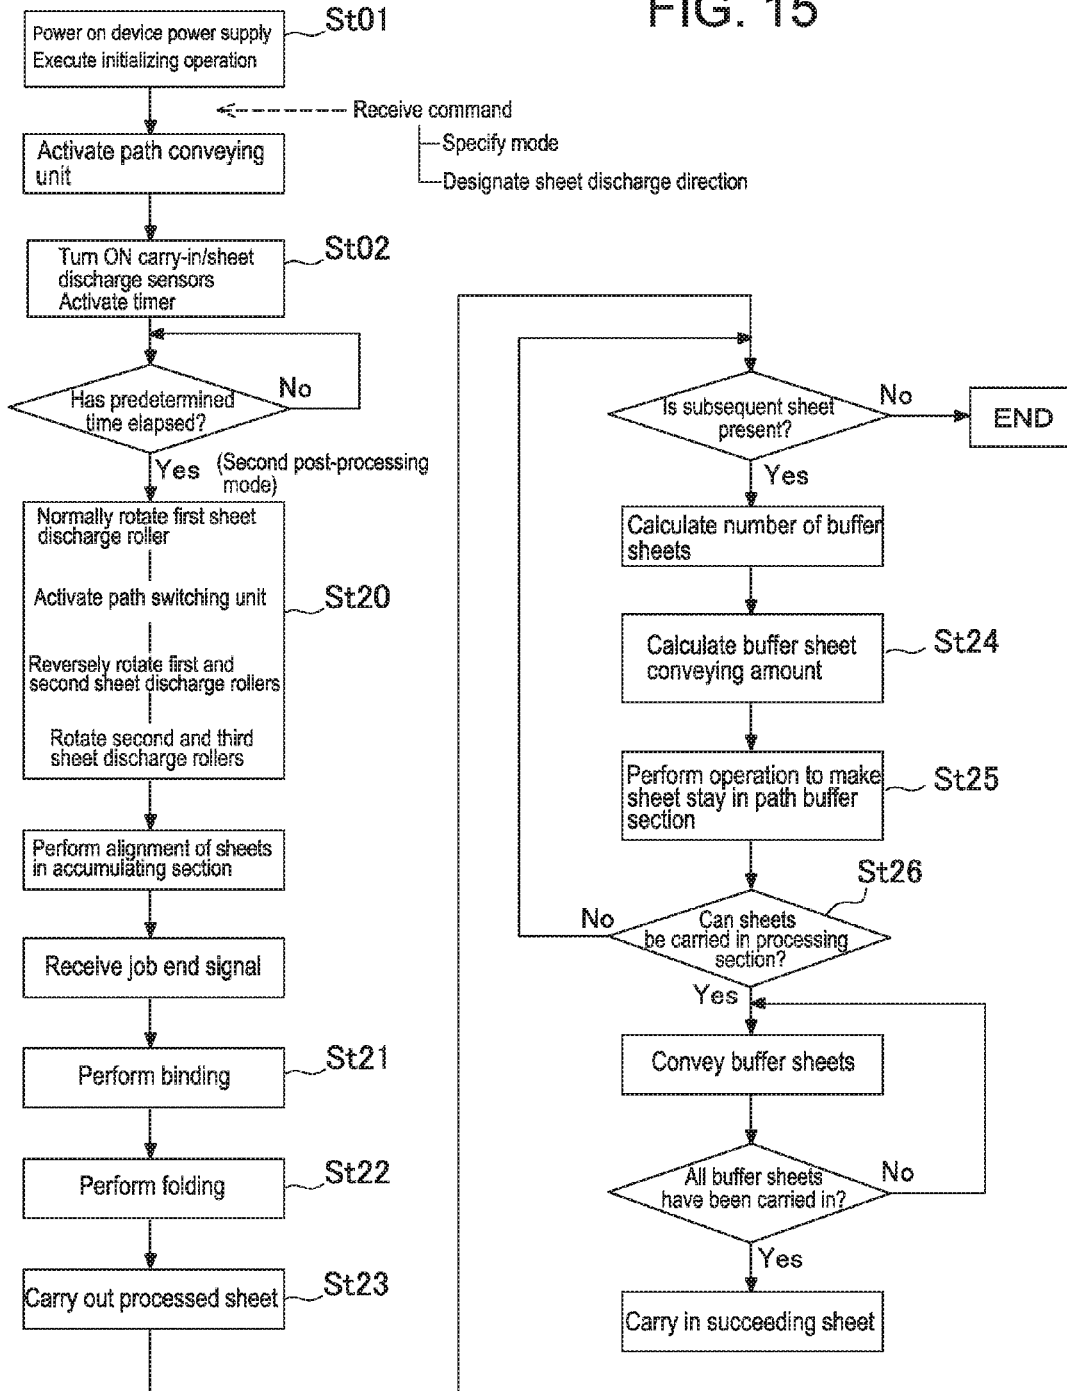 FIG. 15
Power on device power supply
Execute initializing operation
St01
Receive command
Specify mode
Designate sheet discharge direction
Activate path conveying
unit
Turn ON carry-in/sheet
discharge sensors
Activate timer
St02
Has predetermined
time elapsed?
No
Yes
(Second post-processing
mode)
Normally rotate first sheet
discharge roller
Activate path switching unit
Reversely rotate first and
second sheet discharge rollers
Rotate second and third
sheet discharge rollers
St20
Perform alignment of sheets
in accumulating section
Receive job end signal
Perform binding
St21
Perform folding
St22
Carry out processed sheet
St23
Is subsequent sheet
present?
No
END
Yes
Calculate number of buffer
sheets
Calculate buffer sheet
conveying amount
St24
Perform operation to make
sheet stay in path buffer
section
St25
St26
Can sheets
be carried in processing
section?
No
Yes
Convey buffer sheets
All buffer sheets
have been carried in?
No
Yes
Carry in succeeding sheet